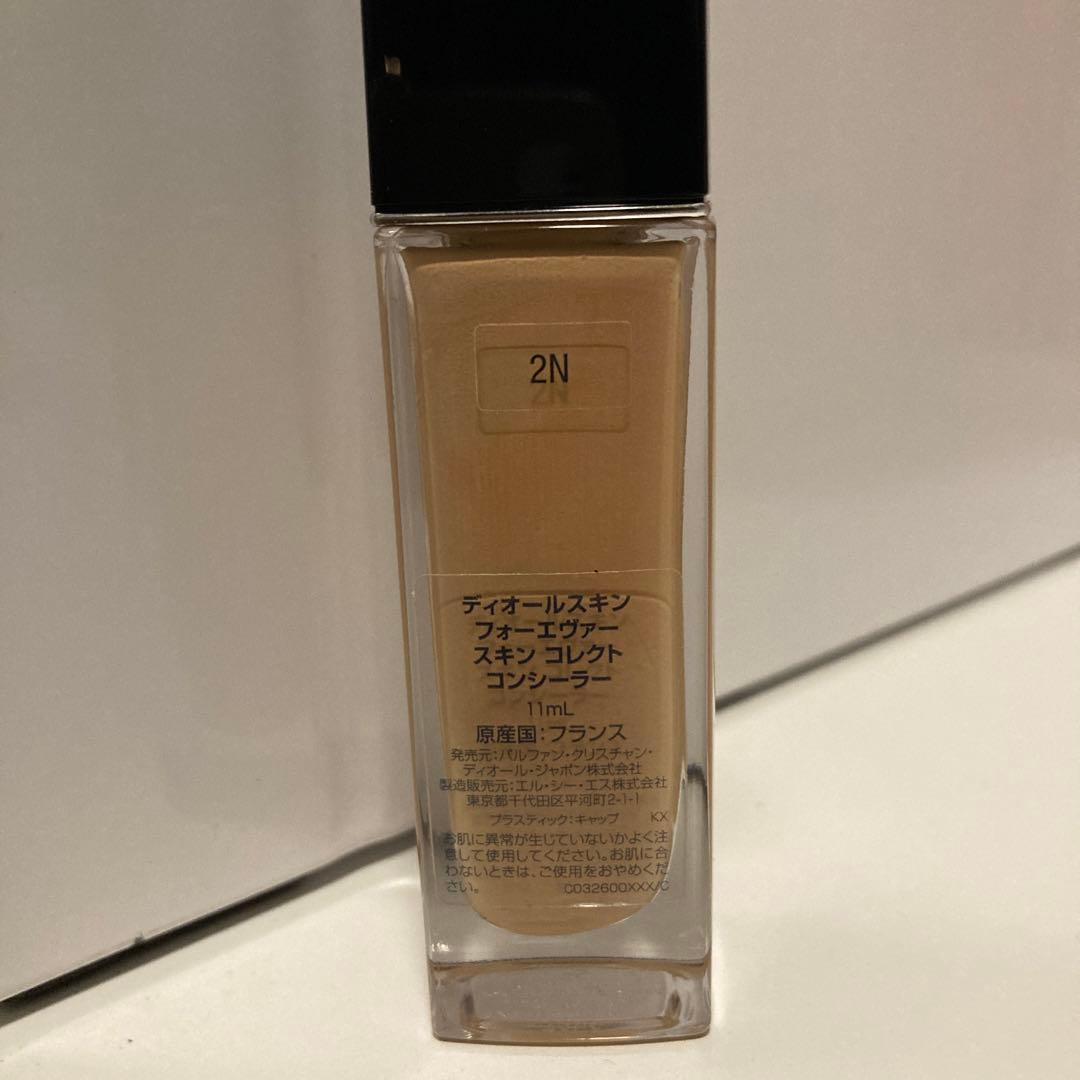 2N
ディオールスキン
フォーエヴァー
スキン コレクト
コンシーラー
11mL
原産国:フランス
発売元:パルファン・クリスチャン・
ディオール・ジャポン株式会社
製造販売元:エル・シー・エス株式会社
東京都千代田区平河町2-1-1
プラスティック:キャップ KX
お肌に異常が生じていないかよく注
意して使用してください。お肌に合
わないときは、ご使用をおやめくだ
さい。 C032600XXX/C